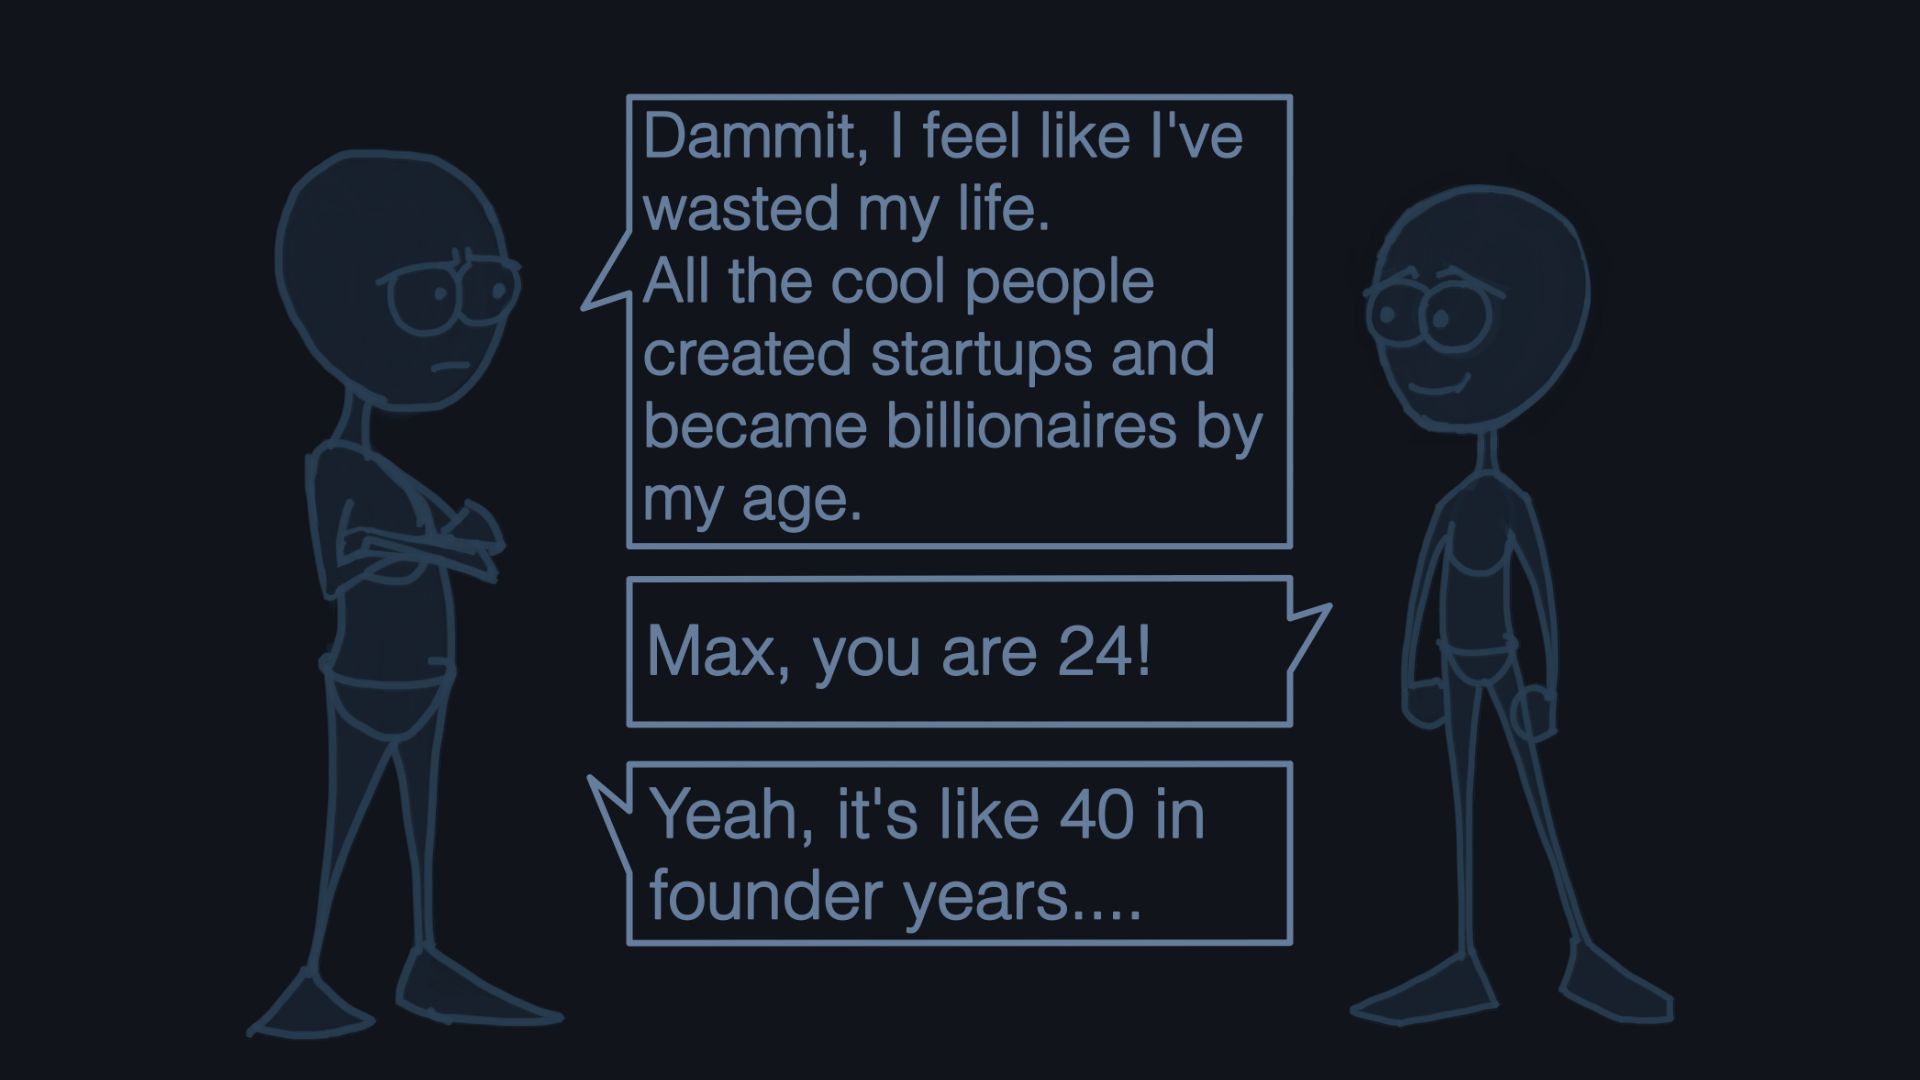 Dammit, I feel like I've
wasted my life.
All the cool people
created startups and
became billionaires by
my age.
Max, you are 24!
Yeah, it's like 40 in
founder years....